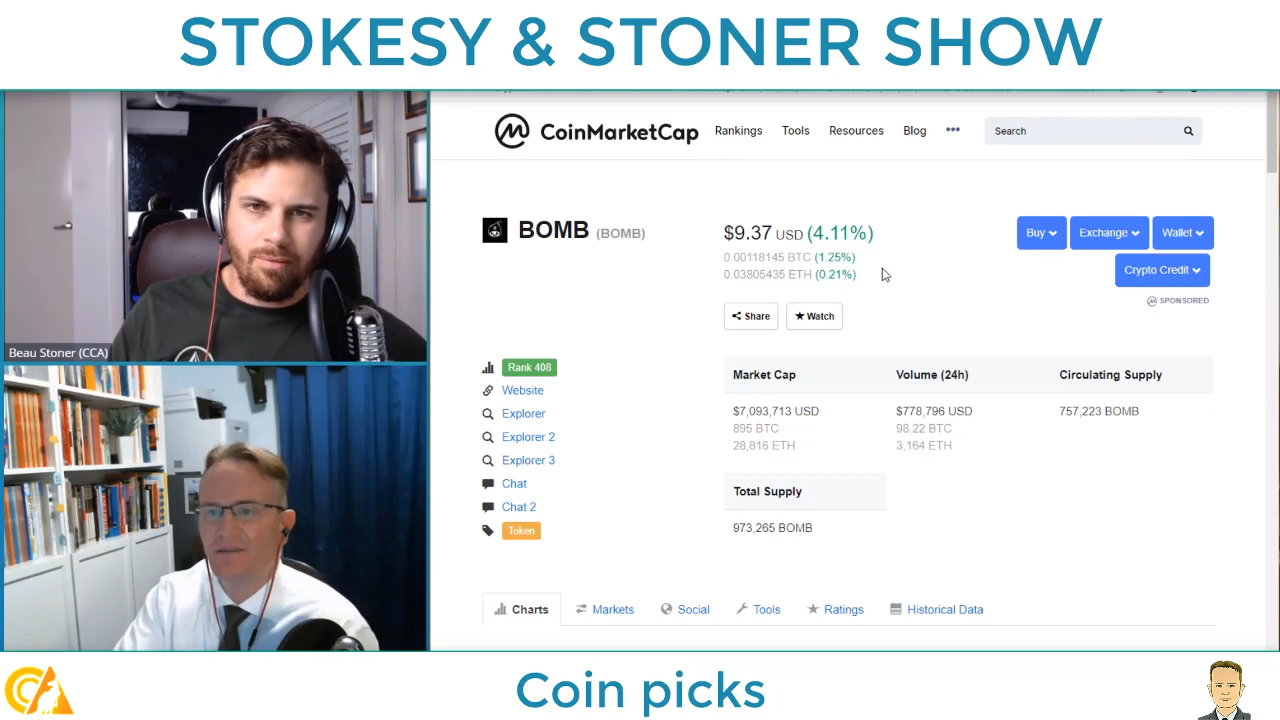 STOKESY & STONER SHOW
Beau Stoner (CCA)
CoinMarketCap
Rankings Tools Resources Blog ••• Search
BOMB (BOMB)
$9.37 USD (4.11%)
0.00118145 BTC (1.25%)
0.03805435 ETH (0.21%)
Buy Exchange Wallet
Crypto Credit
SPONSORED
Share Watch
Rank 408
Website
Explorer
Explorer 2
Explorer 3
Chat
Chat 2
Token
Market Cap Volume (24h) Circulating Supply
$7,093,713 USD $778,796 USD 757,223 BOMB
895 BTC 98.22 BTC
28,816 ETH 3,164 ETH
Total Supply
973,265 BOMB
Charts Markets Social Tools Ratings Historical Data
Coin picks